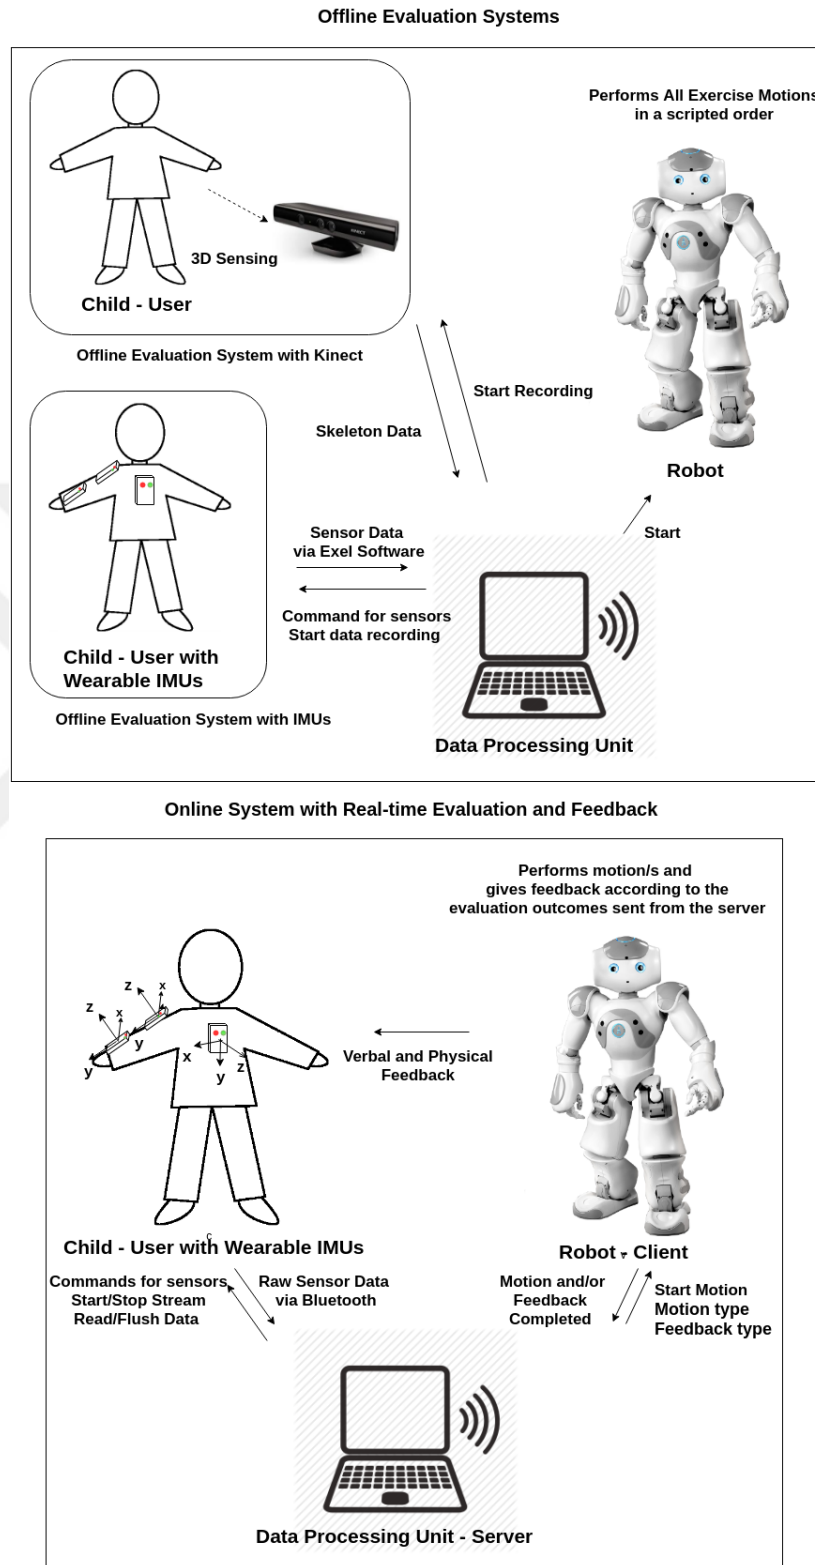 Offline Evaluation Systems
Performs All Exercise Motions
in a scripted order
KINECT
3D Sensing
Child - User
Offline Evaluation System with Kinect
Start Recording
Skeleton Data
Robot
Sensor Data
via Exel Software
Start
Command for sensors
Start data recording
Child - User with
Wearable IMUs
Offline Evaluation System with IMUs
Data Processing Unit
Online System with Real-time Evaluation and Feedback
Performs motion/s and
gives feedback according to the
evaluation outcomes sent from the server
z
x
z
x
y
y
x
y
z
Verbal and Physical
Feedback
c
Child - User with Wearable IMUs
Robot - Client
Commands for sensors
Start/Stop Stream
Read/Flush Data
Raw Sensor Data
via Bluetooth
Motion and/or
Feedback
Completed
Start Motion
Motion type
Feedback type
Data Processing Unit - Server